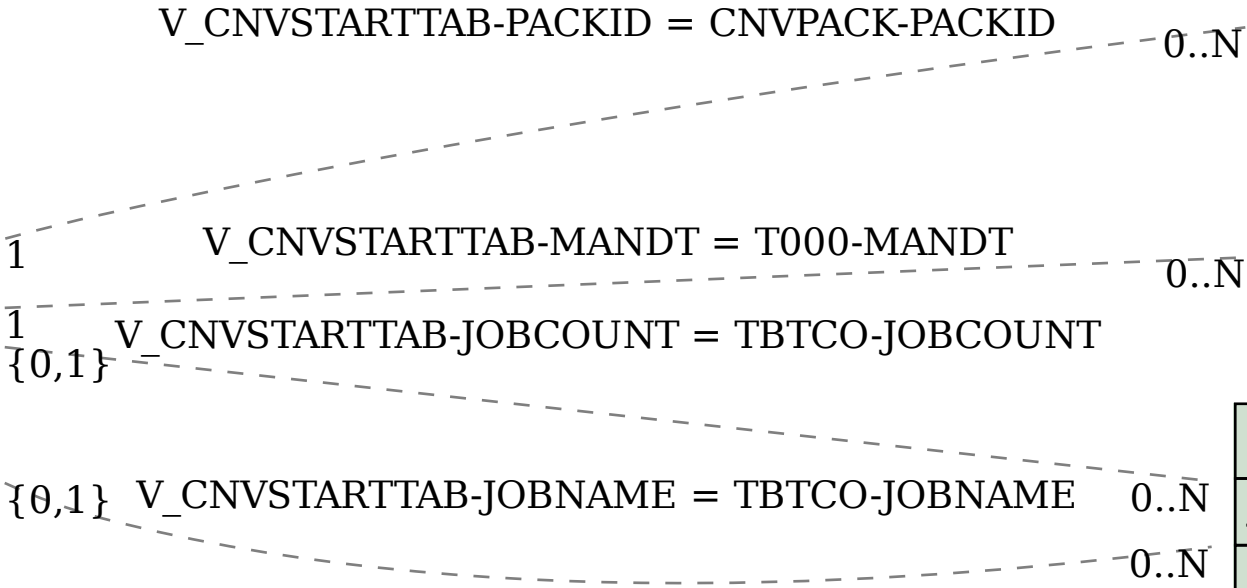 V_CNVSTARTTAB-PACKID = CNVPACK-PACKID
0..N
1
V_CNVSTARTTAB-MANDT = T000-MANDT
0..N
1
V_CNVSTARTTAB-JOBCOUNT = TBTCO-JOBCOUNT
{0,1}
{0,1}
V_CNVSTARTTAB-JOBNAME = TBTCO-JOBNAME
0..N
0..N